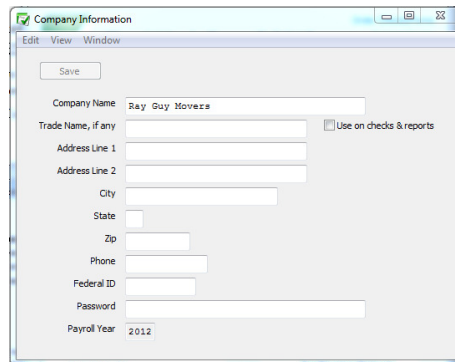 Company Information
Edit View Window
Save
Company Name Ray Guy Movers
Trade Name, if any Use on checks & reports
Address Line 1
Address Line 2
City
State
Zip
Phone
Federal ID
Password
Payroll Year 2012